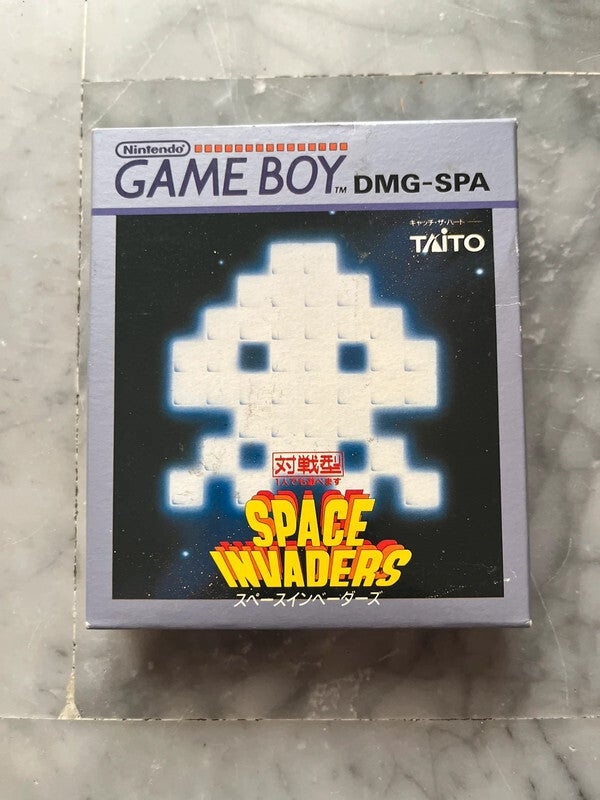 Nintendo
GAME BOY TM DMG-SPA
キャッチ・ザ・ハート
TAITO
対戦型
1人でも遊べます
SPACE
INVADERS
スペースインベーダーズ